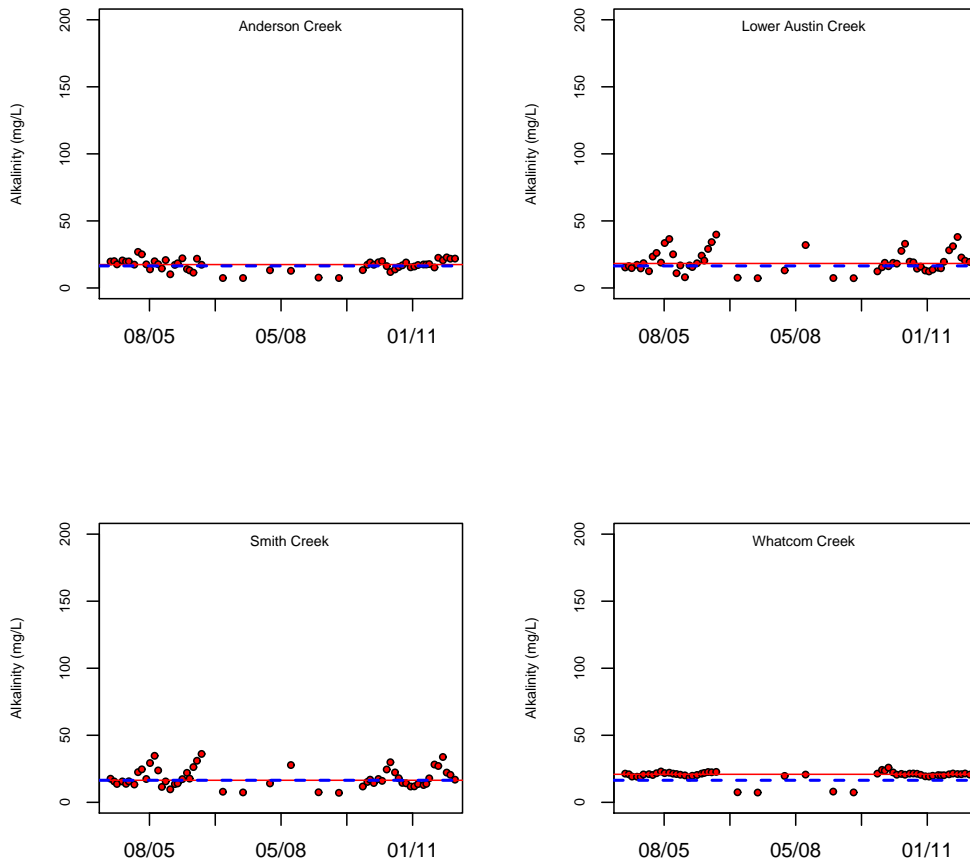 Anderson Creek
Alkalinity (mg/L)
200
150
100
50
0
08/05 05/08 01/11
Lower Austin Creek
Alkalinity (mg/L)
200
150
100
50
0
08/05 05/08 01/11
Smith Creek
Alkalinity (mg/L)
200
150
100
50
0
08/05 05/08 01/11
Whatcom Creek
Alkalinity (mg/L)
200
150
100
50
0
08/05 05/08 01/11